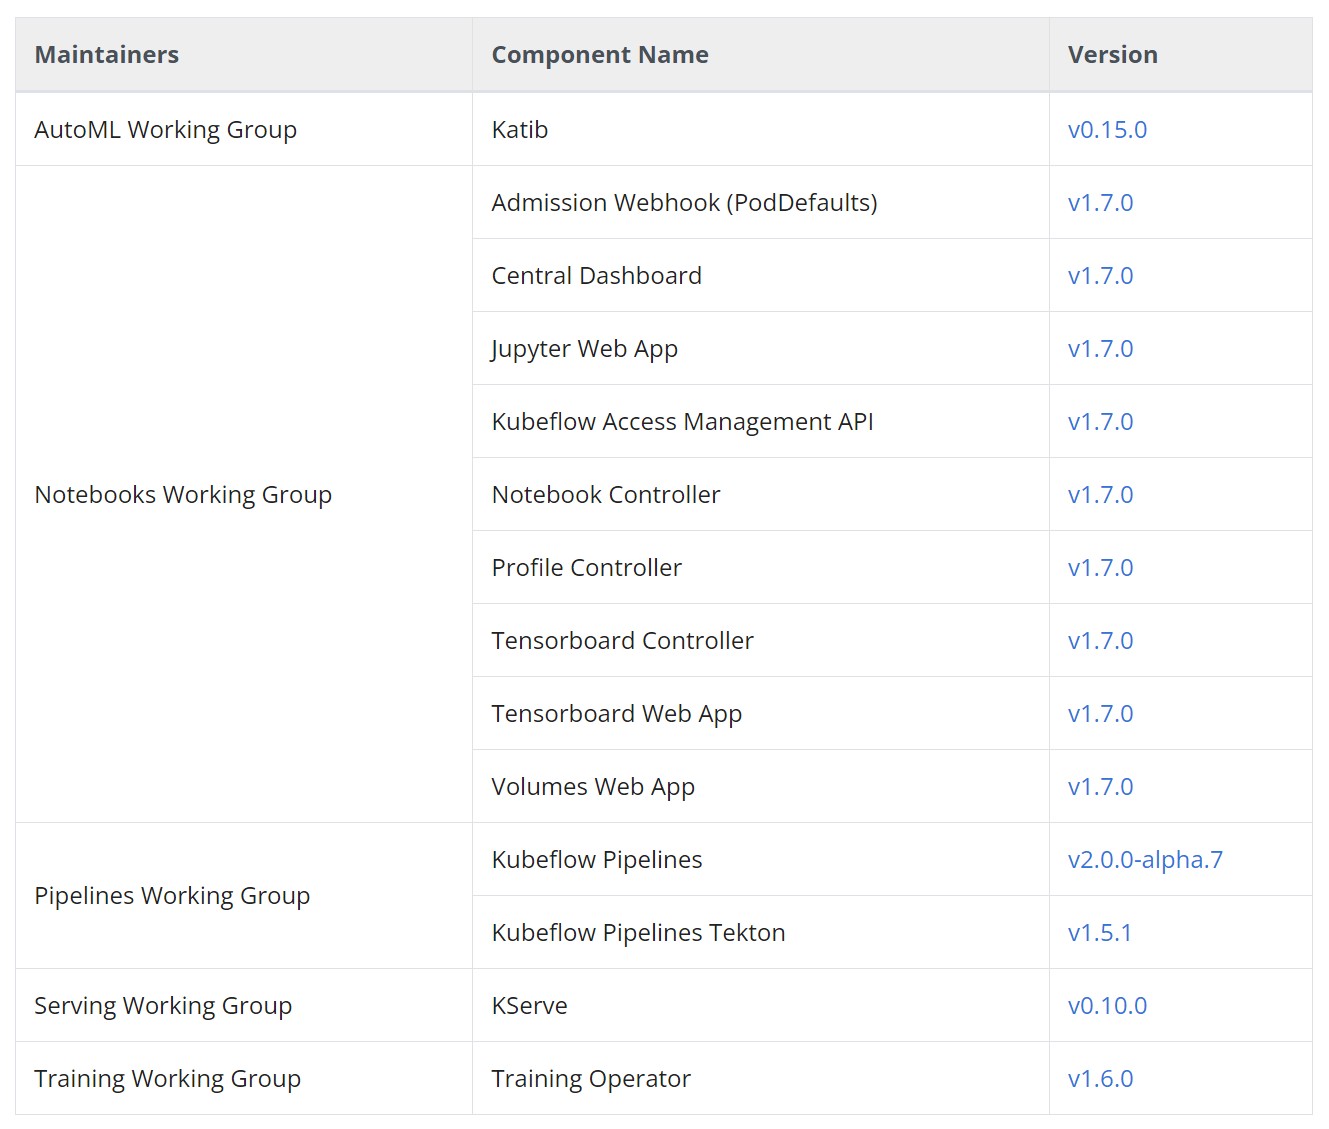 Maintainers Component Name Version
AutoML Working Group Katib v0.15.0
Admission Webhook (PodDefaults) v1.7.0
Central Dashboard v1.7.0
Jupyter Web App v1.7.0
Kubeflow Access Management API v1.7.0
Notebooks Working Group Notebook Controller v1.7.0
Profile Controller v1.7.0
Tensorboard Controller v1.7.0
Tensorboard Web App v1.7.0
Volumes Web App v1.7.0
Kubeflow Pipelines v2.0.0-alpha.7
Pipelines Working Group
Kubeflow Pipelines Tekton v1.5.1
Serving Working Group KServe v0.10.0
Training Working Group Training Operator v1.6.0